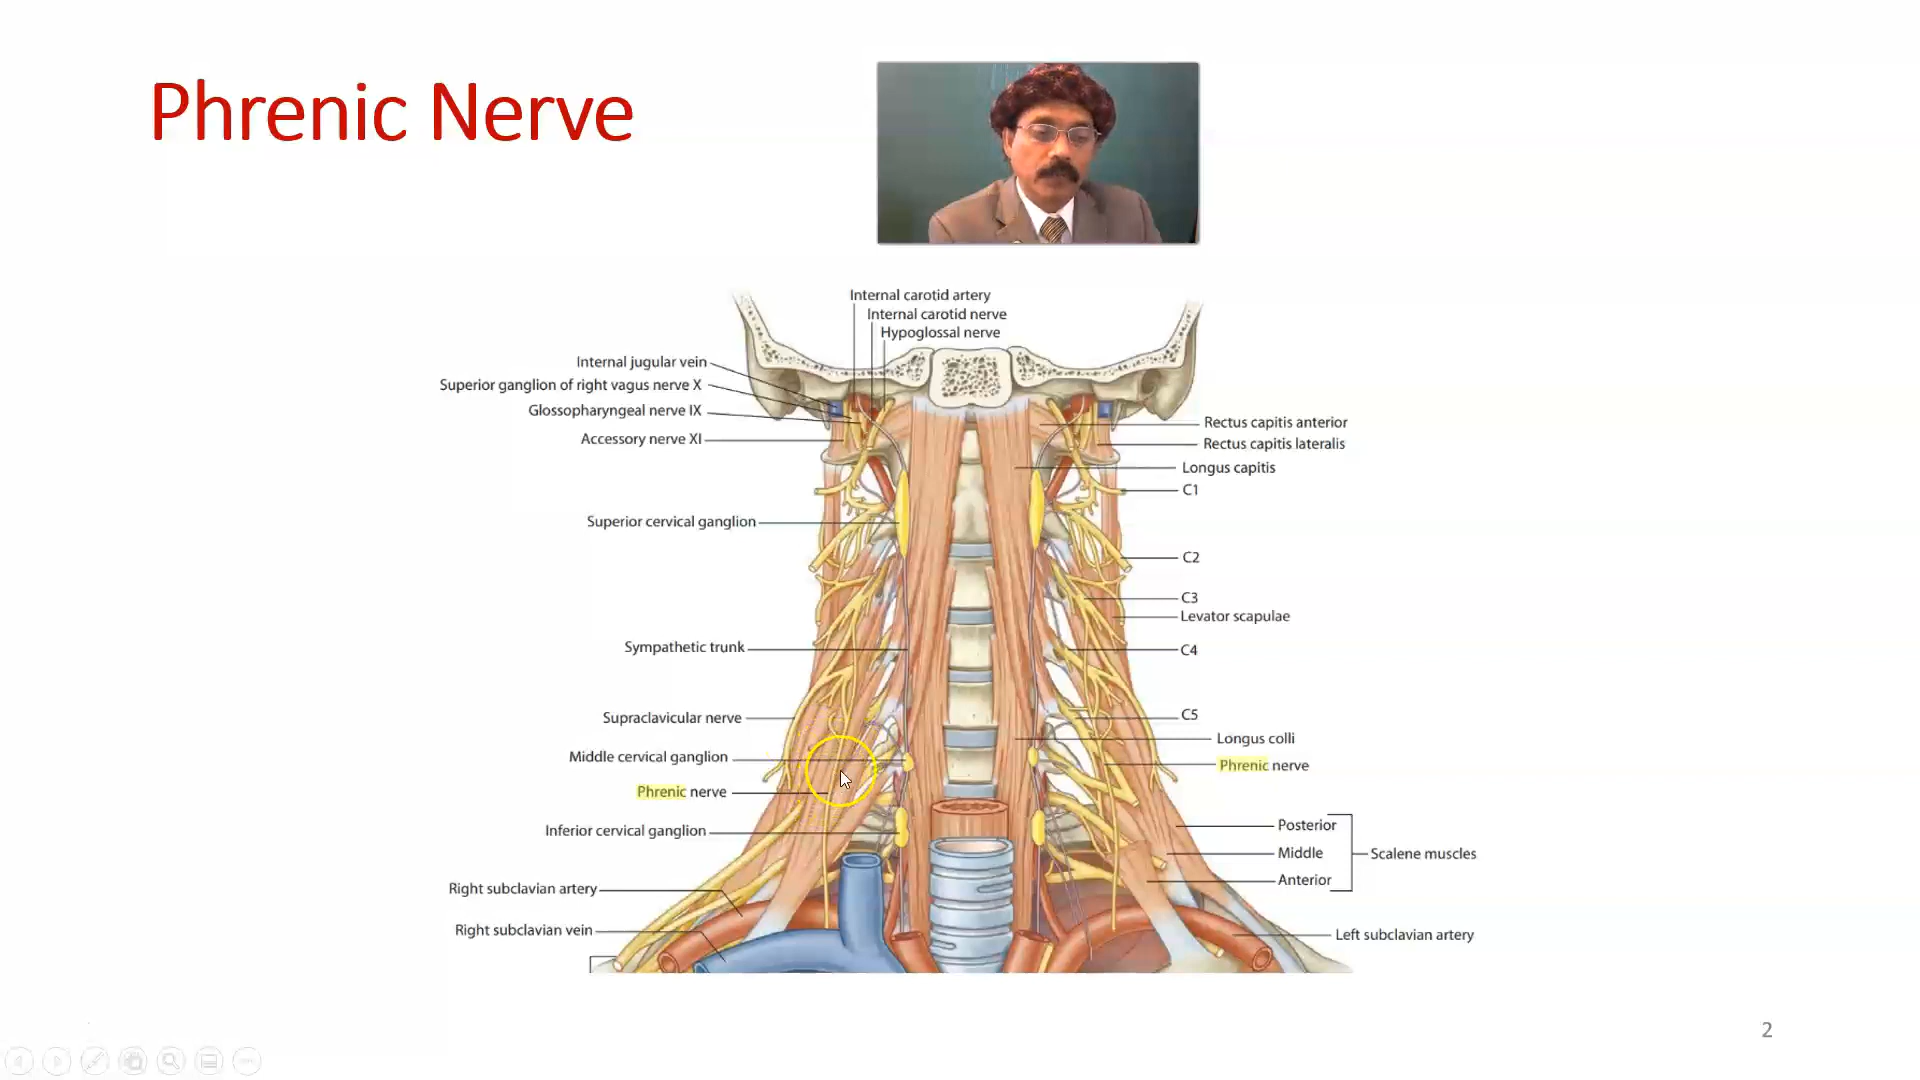 Phrenic Nerve
Internal carotid artery
Internal carotid nerve
Hypoglossal nerve
Internal jugular vein
Superior ganglion of right vagus nerve X
Glossopharyngeal nerve IX
Accessory nerve XI
Superior cervical ganglion
Sympathetic trunk
Supraclavicular nerve
Middle cervical ganglion
Phrenic nerve
Inferior cervical ganglion
Right subclavian artery
Right subclavian vein
Rectus capitis anterior
Rectus capitis lateralis
Longus capitis
C1
C2
C3
Levator scapulae
C4
C5
Longus colli
Phrenic nerve
Posterior
Middle
Scalene muscles
Anterior
Left subclavian artery
2